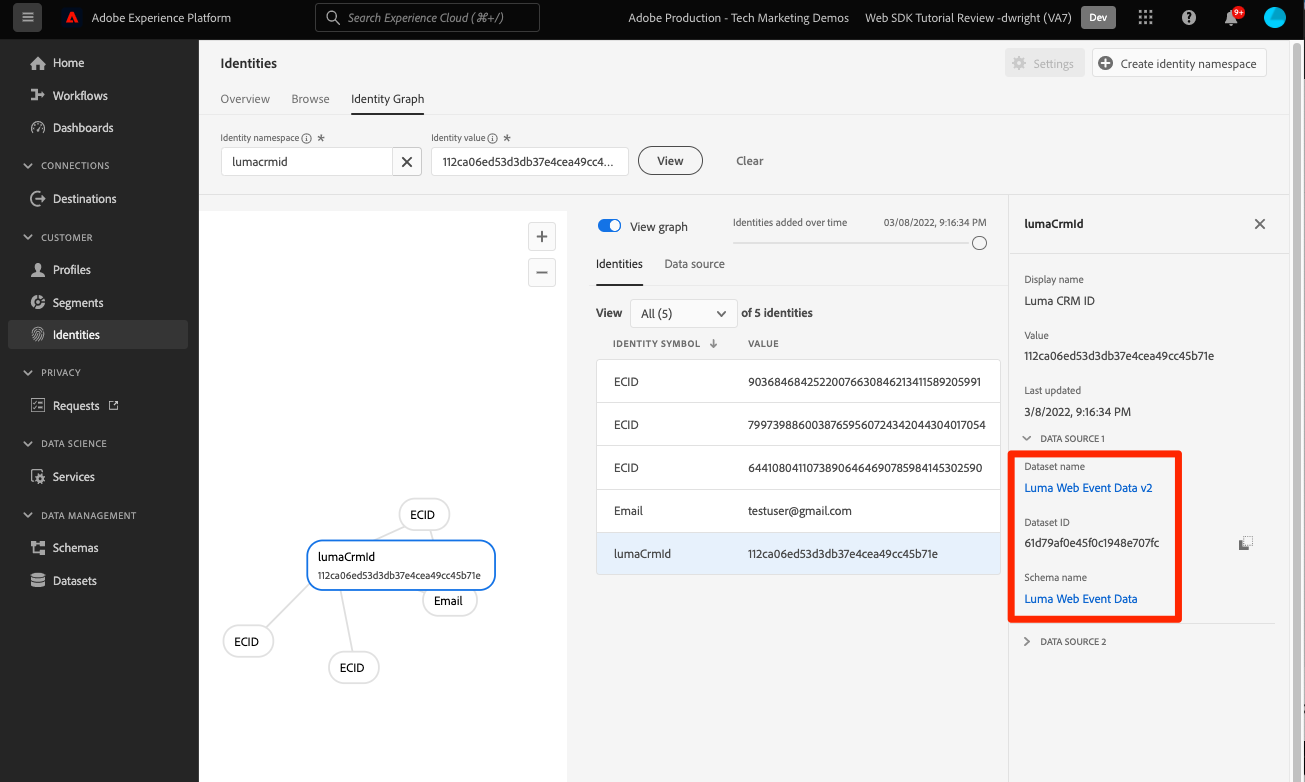 Adobe Experience Platform
Search Experience Cloud (⌘+/)
Adobe Production - Tech Marketing Demos
Web SDK Tutorial Review -dwright (VA7)
Dev
9+
Home
Workflows
Dashboards
CONNECTIONS
Destinations
CUSTOMER
Profiles
Segments
Identities
PRIVACY
Requests
DATA SCIENCE
Services
DATA MANAGEMENT
Schemas
Datasets
Identities
Settings
Create identity namespace
Overview
Browse
Identity Graph
Identity namespace *
lumacrmid
Identity value *
112ca06ed53d3db37e4cea49cc4...
View
Clear
ECID
lumaCrmId
112ca06ed53d3db37e4cea49cc45b71e
Email
ECID
ECID
View graph
Identities added over time
03/08/2022, 9:16:34 PM
Identities
Data source
View
All (5)
of 5 identities
IDENTITY SYMBOL
VALUE
ECID
90368468425220076630846213411589205991
ECID
79973988600387659560724342044304017054
ECID
64410804110738906464690785984145302590
Email
testuser@gmail.com
lumaCrmId
112ca06ed53d3db37e4cea49cc45b71e
lumaCrmId
Display name
Luma CRM ID
Value
112ca06ed53d3db37e4cea49cc45b71e
Last updated
3/8/2022, 9:16:34 PM
DATA SOURCE 1
Dataset name
Luma Web Event Data v2
Dataset ID
61d79af0e45f0c1948e707fc
Schema name
Luma Web Event Data
DATA SOURCE 2